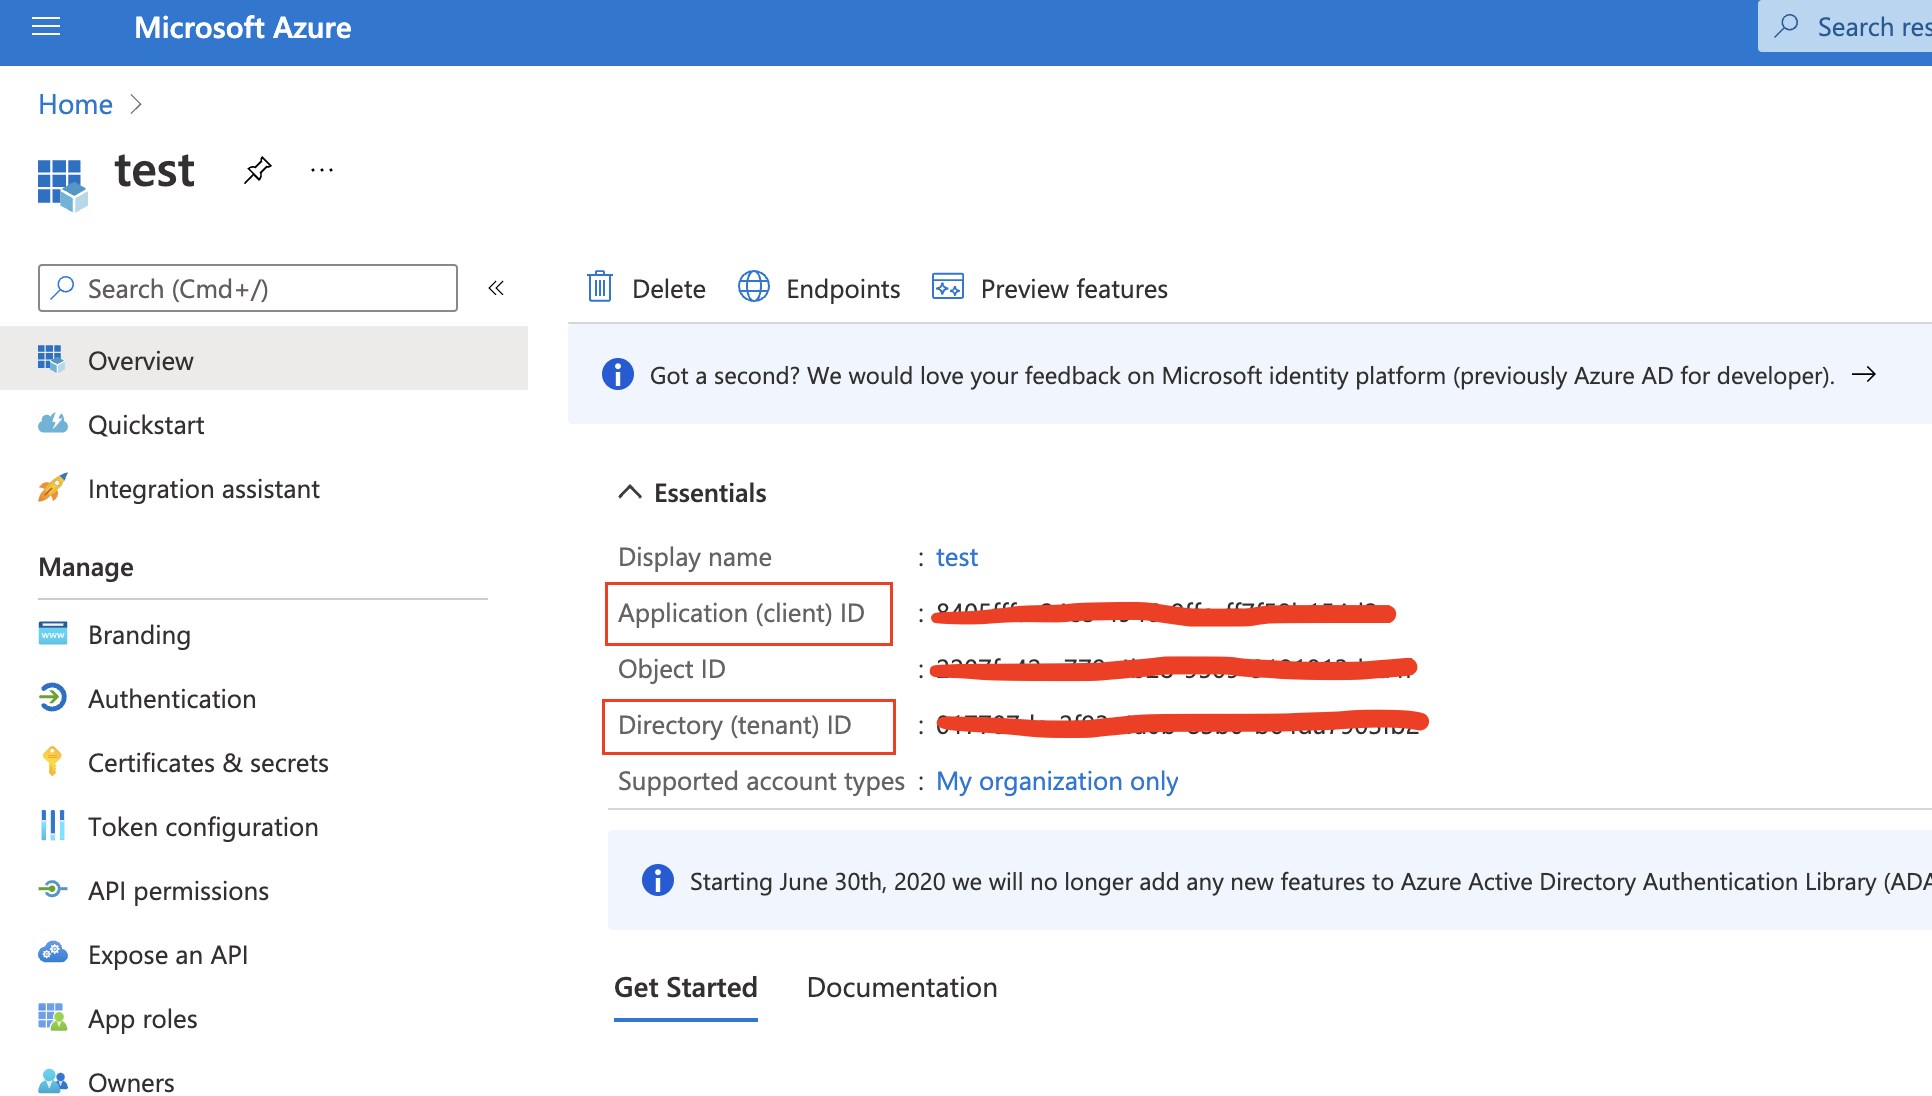 Microsoft Azure
Search res
Home
test
Search (Cmd+/)
Delete
Endpoints
Preview features
Overview
Got a second? We would love your feedback on Microsoft identity platform (previously Azure AD for developer).
Quickstart
Integration assistant
Essentials
Display name : test
Manage
Application (client) ID :
Branding
Object ID :
Authentication
Directory (tenant) ID :
Certificates & secrets
Supported account types : My organization only
Token configuration
API permissions
Starting June 30th, 2020 we will no longer add any new features to Azure Active Directory Authentication Library (ADA
Expose an API
Get Started
Documentation
App roles
Owners